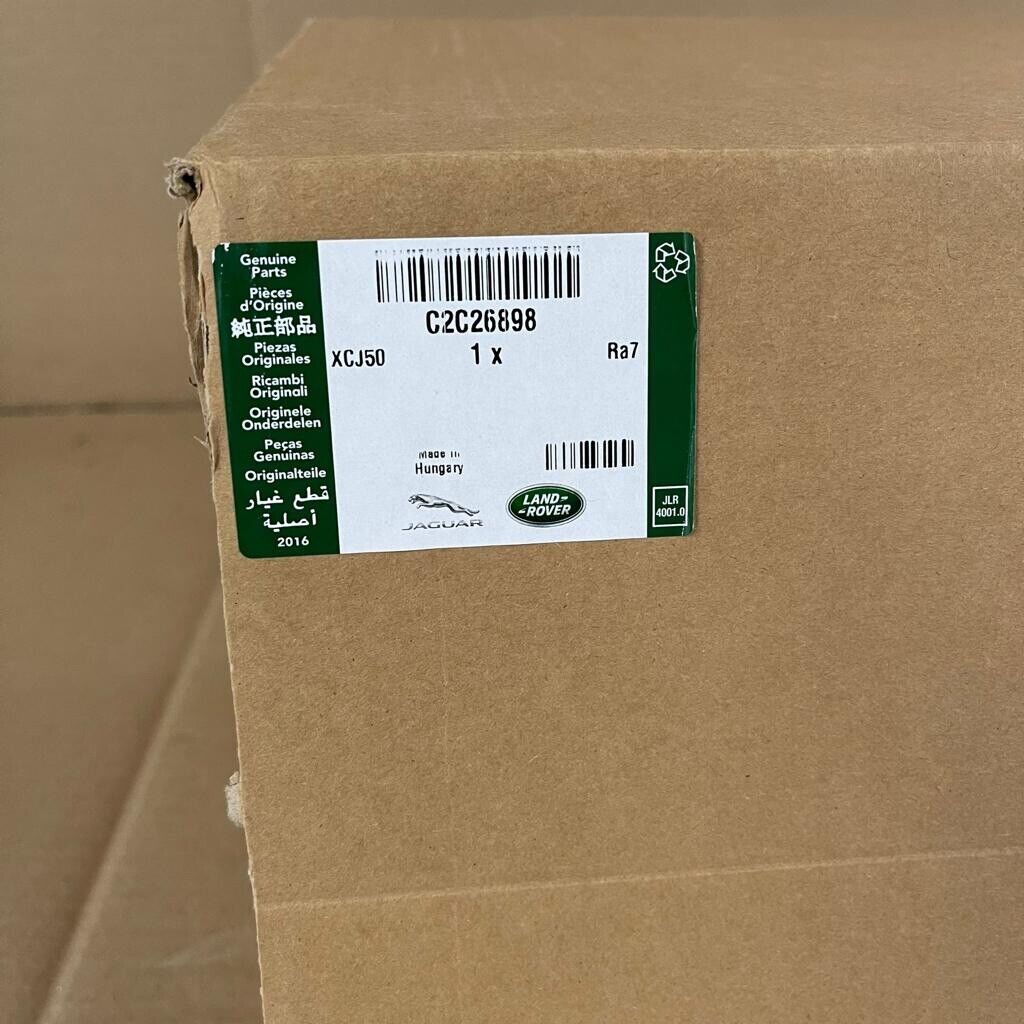 Genuine
Parts
Pièces
d'Origine
純正部品
Piezas
Originales
Ricambi
Originali
Originele
Onderdelen
Peças
Genuinas
Originalteile
قطع غيار
أصلية
2016
C2C26898
XCJ50
1 x
Ra7
Made in
Hungary
JAGUAR
LAND-
-ROVER
JLR
4001.0